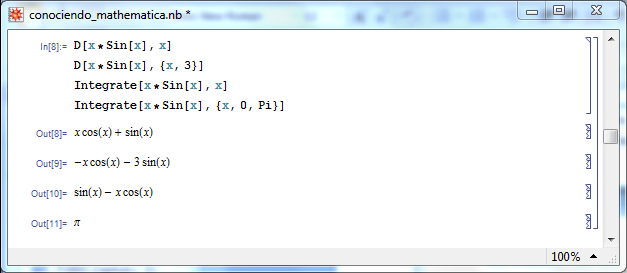 conociendo_mathematica.nb *
In[8]:= D[x * Sin[x], x]
D[x * Sin[x], {x, 3}]
Integrate[x * Sin[x], x]
Integrate[x * Sin[x], {x, 0, Pi}]
Out[8]= x cos(x) + sin(x)
Out[9]= −x cos(x) − 3 sin(x)
Out[10]= sin(x) − x cos(x)
Out[11]= π
100%